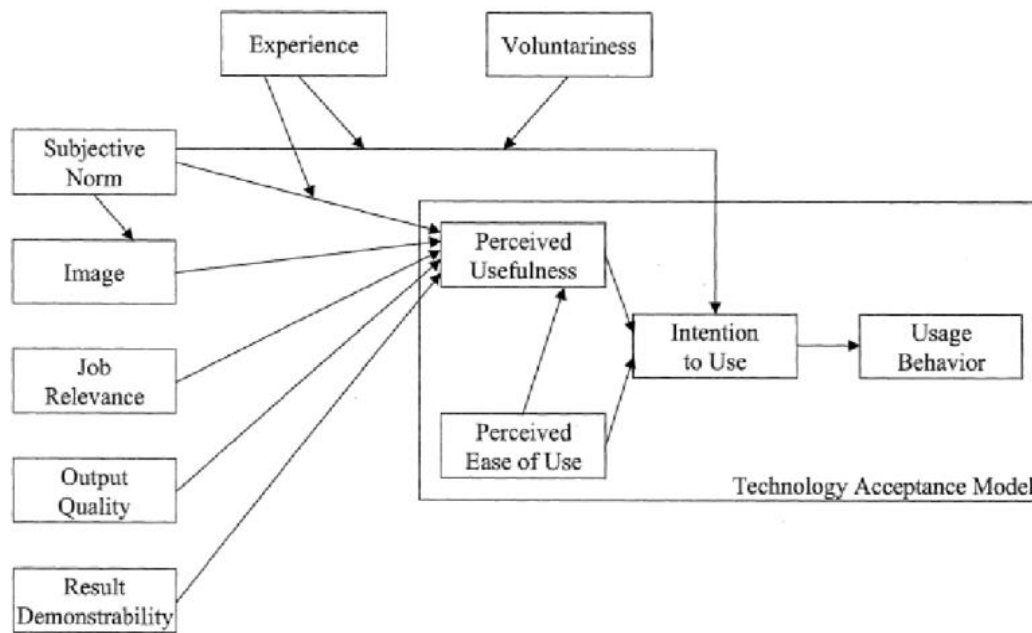 Experience
Voluntariness
Subjective
Norm
Image
Perceived
Usefulness
Intention
to Use
Usage
Behavior
Job
Relevance
Perceived
Ease of Use
Technology Acceptance Model
Output
Quality
Result
Demonstrability